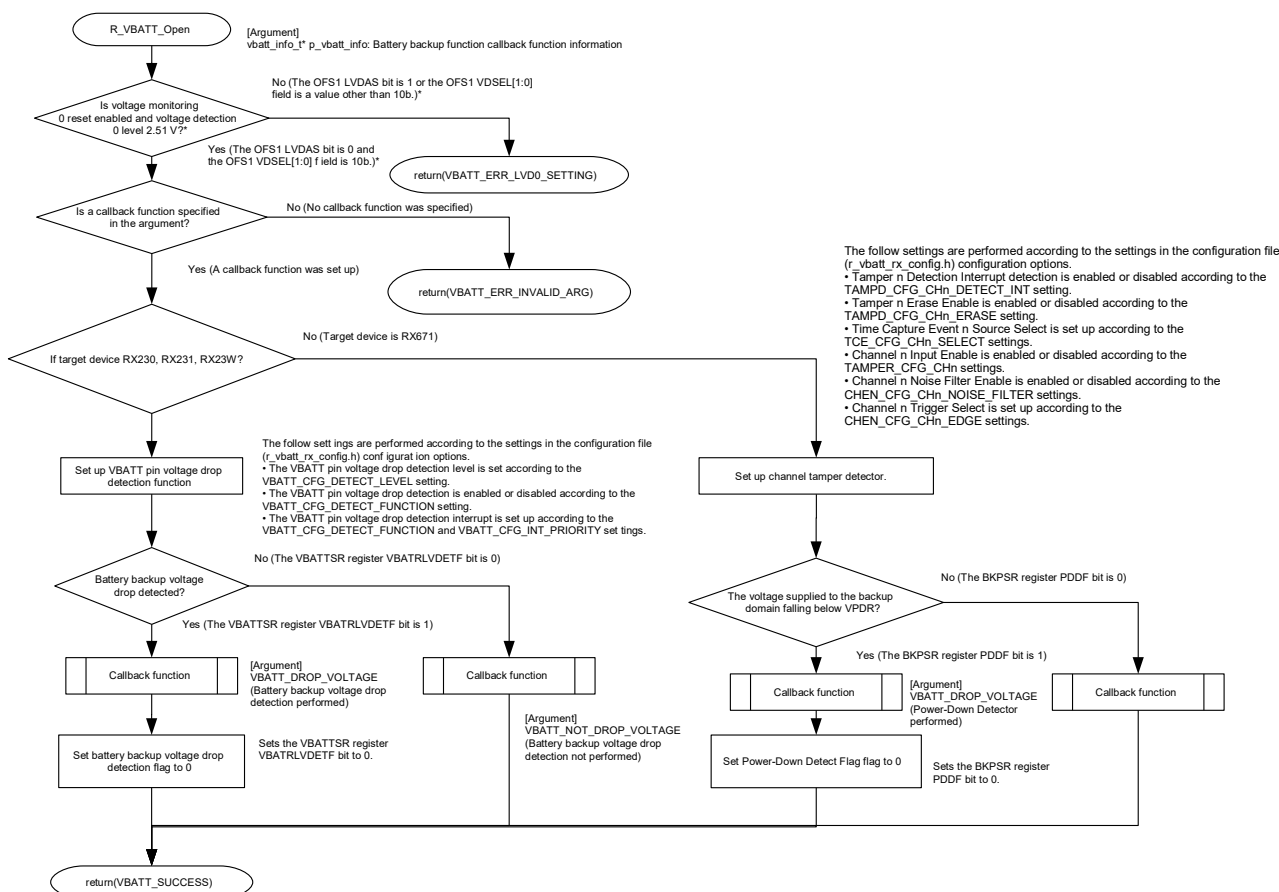 R_VBATT_Open
[Argument]
vbatt_info_t* p_vbatt_info: Battery backup function callback function information
Is voltage monitoring
0 reset enabled and voltage detection
0 level 2.51 V?*
No (The OFS1 LVDAS bit is 1 or the OFS1 VDSEL[1:0]
field is a value other than 10b.)*
Yes (The OFS1 LVDAS bit is 0 and
the OFS1 VDSEL[1:0] f ield is 10b.)*
return(VBATT_ERR_LVD0_SETTING)
Is a callback function specified
in the argument?
No (No callback function was specified)
Yes (A callback function was set up)
return(VBATT_ERR_INVALID_ARG)
The follow settings are performed according to the settings in the configuration file
(r_vbatt_rx_config.h) configuration options.
• Tamper n Detection Interrupt detection is enabled or disabled according to the
TAMPD_CFG_CHn_DETECT_INT setting.
• Tamper n Erase Enable is enabled or disabled according to the
TAMPD_CFG_CHn_ERASE setting.
• Time Capture Event n Source Select is set up according to the
TCE_CFG_CHn_SELECT settings.
• Channel n Input Enable is enabled or disabled according to the
TAMPER_CFG_CHn settings.
• Channel n Noise Filter Enable is enabled or disabled according to the
CHEN_CFG_CHn_NOISE_FILTER settings.
• Channel n Trigger Select is set up according to the
CHEN_CFG_CHn_EDGE settings.
If target device RX230, RX231, RX23W?
No (Target device is RX671)
The follow sett ings are performed according to the settings in the configuration file
(r_vbatt_rx_config.h) conf igurat ion options.
• The VBATT pin voltage drop detection level is set according to the
VBATT_CFG_DETECT_LEVEL setting.
• The VBATT pin voltage drop detection is enabled or disabled according to the
VBATT_CFG_DETECT_FUNCTION setting.
• The VBATT pin voltage drop detection interrupt is set up according to the
VBATT_CFG_DETECT_FUNCTION and VBATT_CFG_INT_PRIORITY set tings.
Set up VBATT pin voltage drop
detection function
Set up channel tamper detector.
Battery backup voltage
drop detected?
No (The VBATTSR register VBATRLVDETF bit is 0)
Yes (The VBATTSR register VBATRLVDETF bit is 1)
The voltage supplied to the backup
domain falling below VPDR?
No (The BKPSR register PDDF bit is 0)
Yes (The BKPSR register PDDF bit is 1)
Callback function
[Argument]
VBATT_DROP_VOLTAGE
(Battery backup voltage drop
detection performed)
Callback function
[Argument]
VBATT_NOT_DROP_VOLTAGE
(Battery backup voltage drop
detection not performed)
Callback function
[Argument]
VBATT_DROP_VOLTAGE
(Power-Down Detector
performed)
Callback function
Set battery backup voltage drop
detection flag to 0
Sets the VBATTSR register
VBATRLVDETF bit to 0.
Set Power-Down Detect Flag flag to 0
Sets the BKPSR register
PDDF bit to 0.
return(VBATT_SUCCESS)